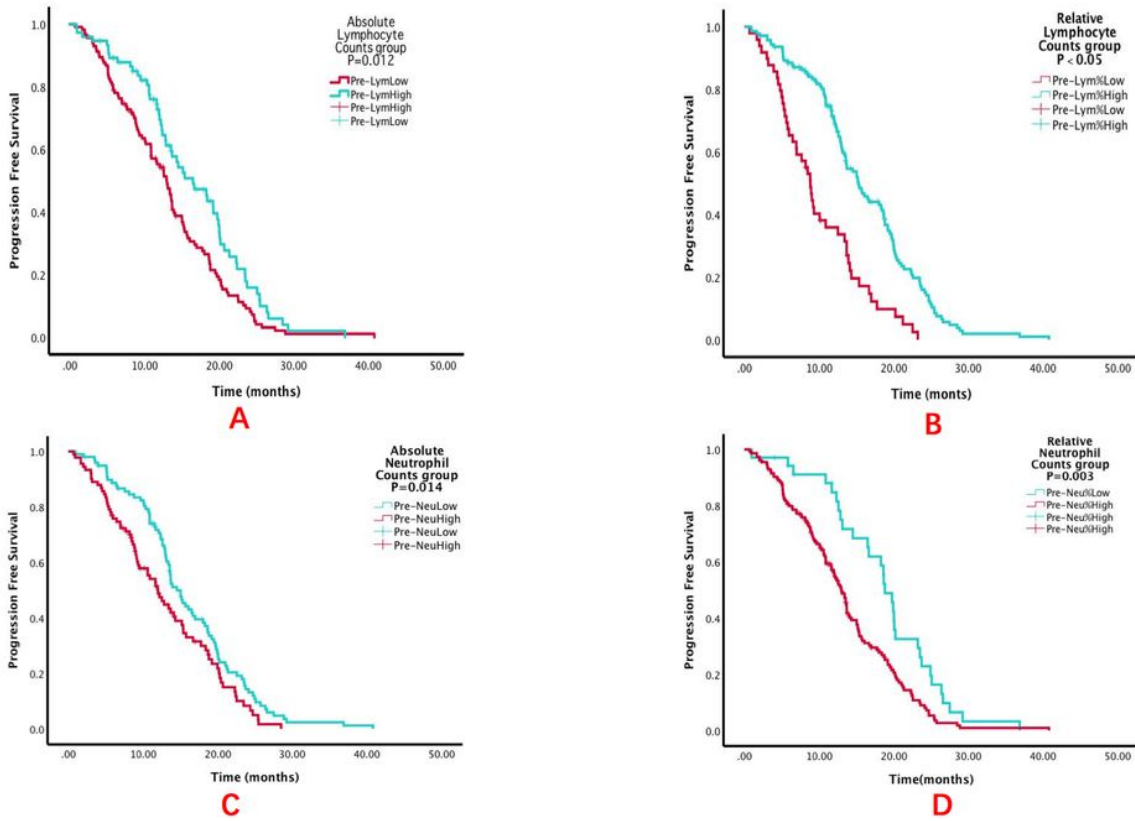 Absolute
Lymphocyte
Counts group
P=0.012
Pre-LymLow
Pre-LymHigh
Pre-LymHigh
Pre-LymLow
Progression Free Survival
1.0
0.8
0.6
0.4
0.2
0.0
.00 10.00 20.00 30.00 40.00 50.00
Time (months)
A
Relative
Lymphocyte
Counts group
P<0.05
Pre-Lym%Low
Pre-Lym%High
Pre-Lym%Low
Pre-Lym%High
Progression Free Survival
1.0
0.8
0.6
0.4
0.2
0.0
.00 10.00 20.00 30.00 40.00 50.00
Time (monts)
B
Absolute
Neutrophil
Counts group
P=0.014
Pre-NeuLow
Pre-NeuHigh
Pre-NeuLow
Pre-NeuHigh
Progression Free Survival
1.0
0.8
0.6
0.4
0.2
0.0
.00 10.00 20.00 30.00 40.00 50.00
Time (months)
C
Relative
Neutrophil
Counts group
P=0.003
Pre-Neu%Low
Pre-Neu%High
Pre-Neu%High
Pre-Neu%High
Progression Free Survival
1.0
0.8
0.6
0.4
0.2
0.0
.00 10.00 20.00 30.00 40.00 50.00
Time(months)
D